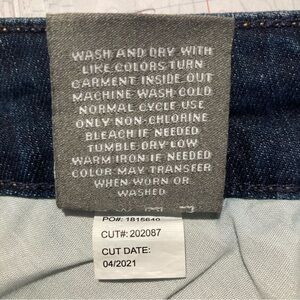 WASH AND DRY WITH
LIKE COLORS TURN
GARMENT INSIDE OUT
MACHINE WASH COLD
NORMAL CYCLE USE
ONLY NON-CHLORINE
BLEACH IF NEEDED
TUMBLE DRY LOW
WARM IRON IF NEEDED
COLOR MAY TRANSFER
WHEN WORN OR
WASHED
PO#: 1815640
CUT#: 202087
CUT DATE:
04/2021